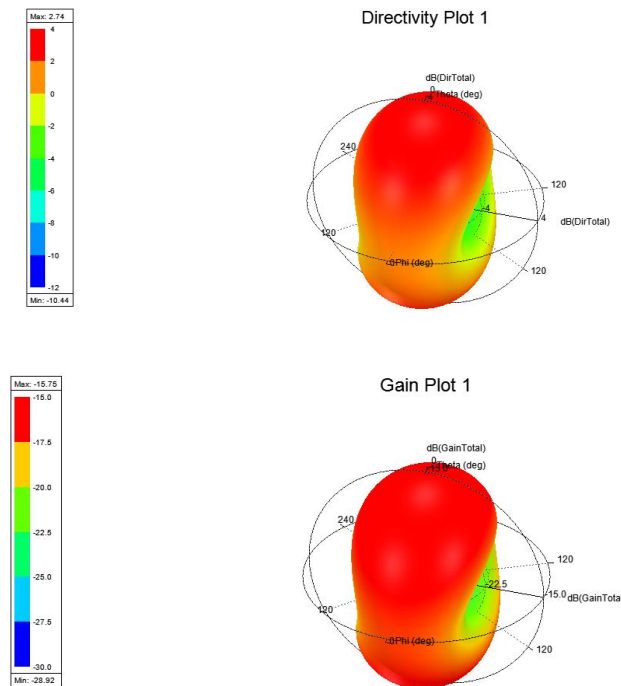 Directivity Plot 1
Max: 2.74
4
2
0
-2
-4
-6
-8
-10
-12
Min: -10.44
dB(DirTotal)
0
Theta (deg)
240
120
-4
4
dB(DirTotal)
120
120
Phi (deg)
Gain Plot 1
Max: -15.75
-15.0
-17.5
-20.0
-22.5
-25.0
-27.5
-30.0
Min: -28.92
dB(GainTotal)
0
Theta (deg)
240
120
-22.5
-15.0
dB(GainTota
120
120
Phi (deg)